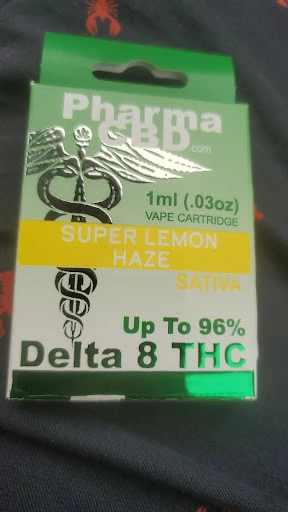 Pharma
CBD.com
1ml (.03oz)
VAPE CARTRIDGE
SUPER LEMON
HAZE
SATIVA
Up To 96%
Delta 8 THC